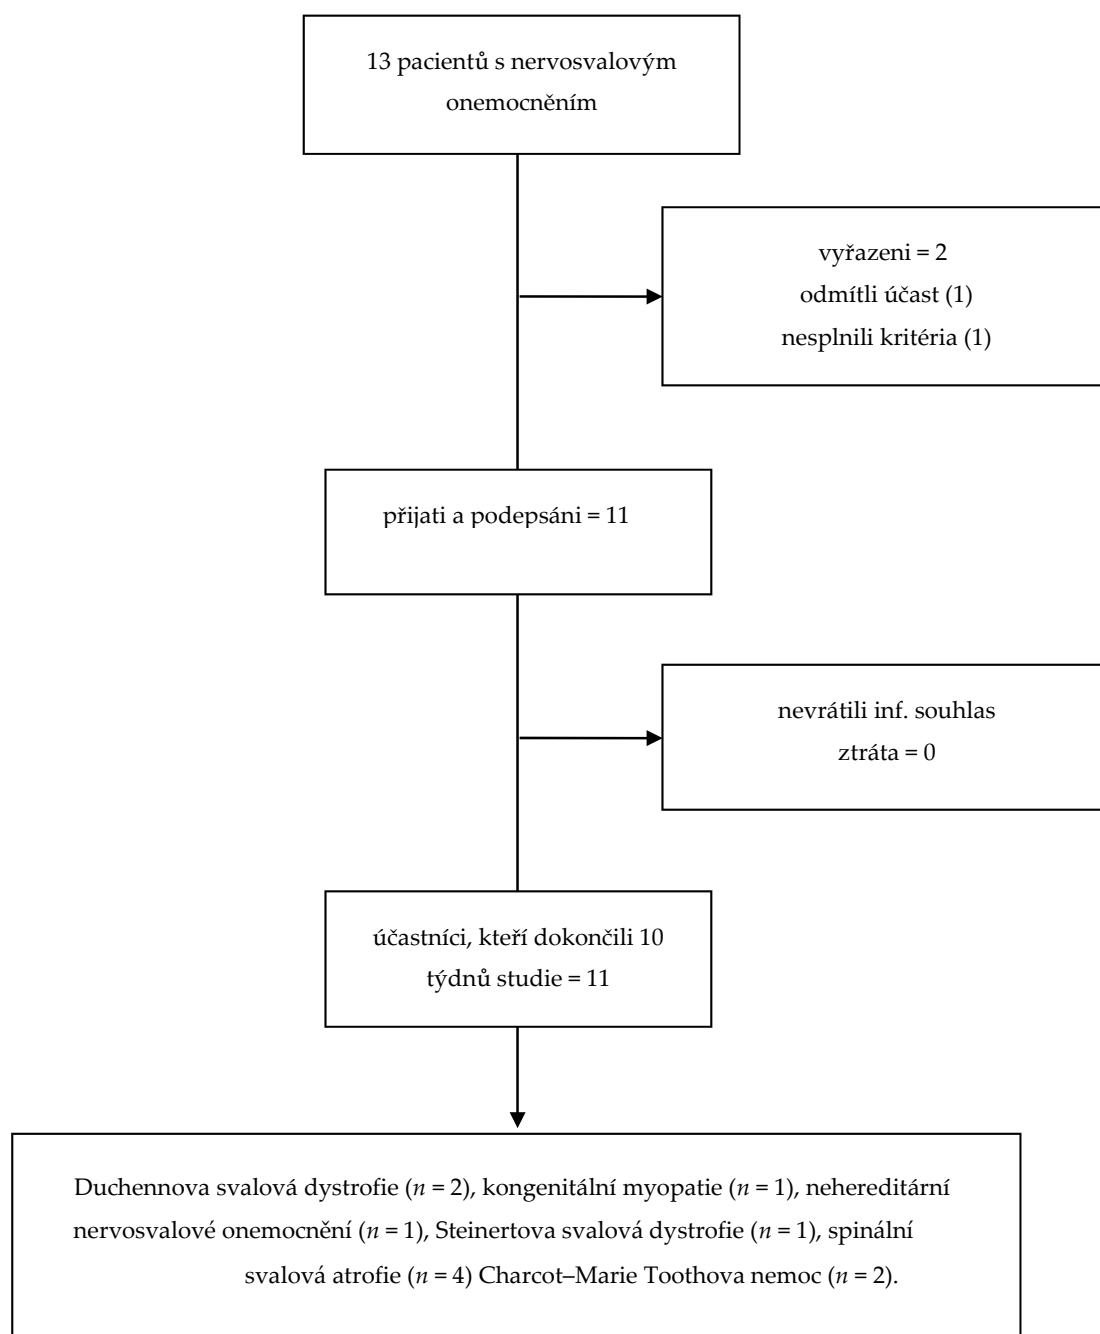 13 pacientů s nervosvalovým
onemocněním
vyřazeni = 2
odmítli účast (1)
nesplnili kritéria (1)
přijati a podepsáni = 11
nevrátili inf. souhlas
ztráta = 0
účastníci, kteří dokončili 10
týdnů studie = 11
Duchennova svalová dystrofie (n = 2), kongenitální myopatie (n = 1), nehereditární
nervosvalové onemocnění (n = 1), Steinertova svalová dystrofie (n = 1), spinální
svalová atrofie (n = 4) Charcot–Marie Toothova nemoc (n = 2).